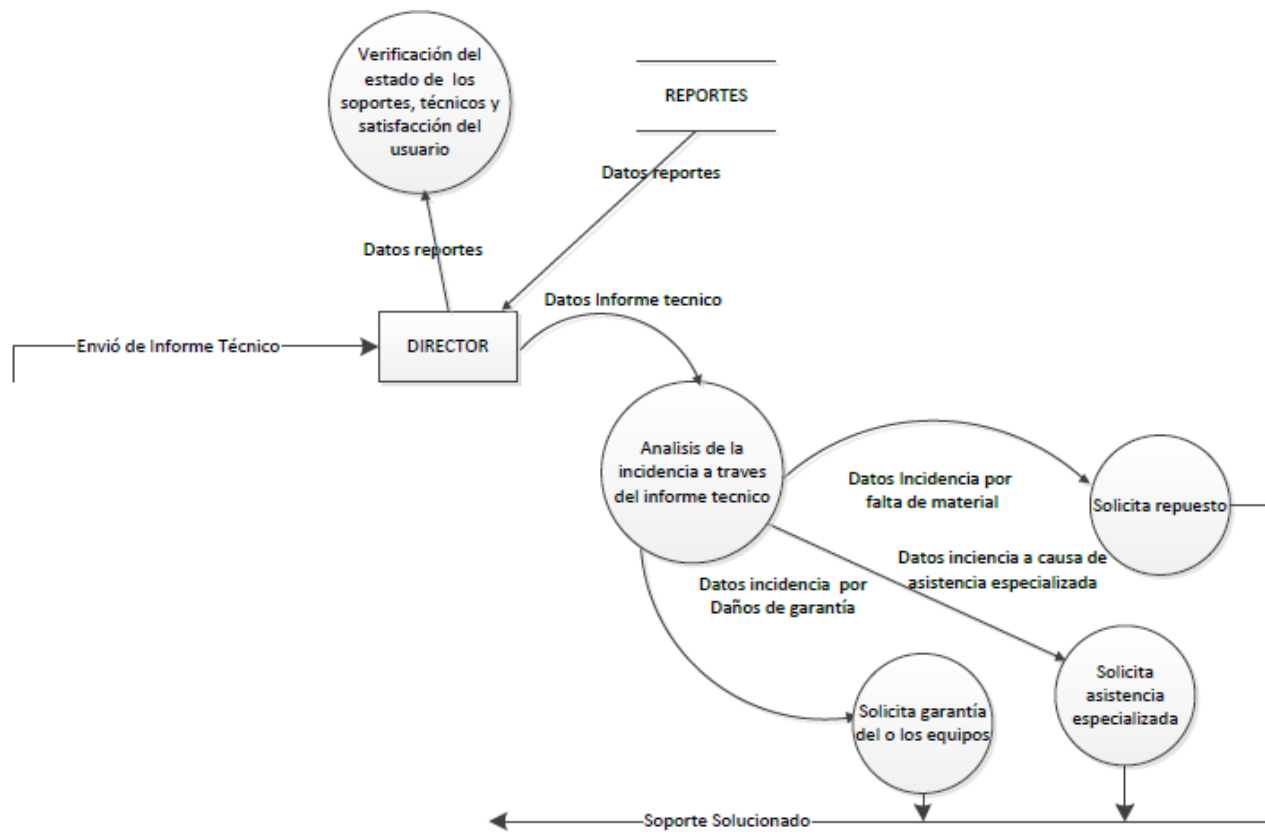 Verificación del
estado de los
soportes, técnicos y
satisfacción del
usuario
REPORTES
Datos reportes
Datos reportes
Datos Informe tecnico
Envió de Informe Técnico
DIRECTOR
Analisis de la
incidencia a traves
del informe tecnico
Datos Incidencia por
falta de material
Solicita repuesto
Datos inciencia a causa de
asistencia especializada
Datos incidencia por
Daños de garantía
Solicita
asistencia
especializada
Solicita garantía
del o los equipos
Soporte Solucionado